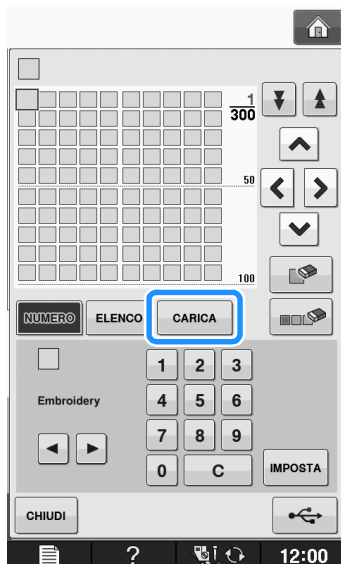 1
300
50
100
NUMERO ELENCO CARICA
1 2 3
Embroidery 4 5 6
7 8 9
0 C IMPOSTA
CHIUDI
? 12:00